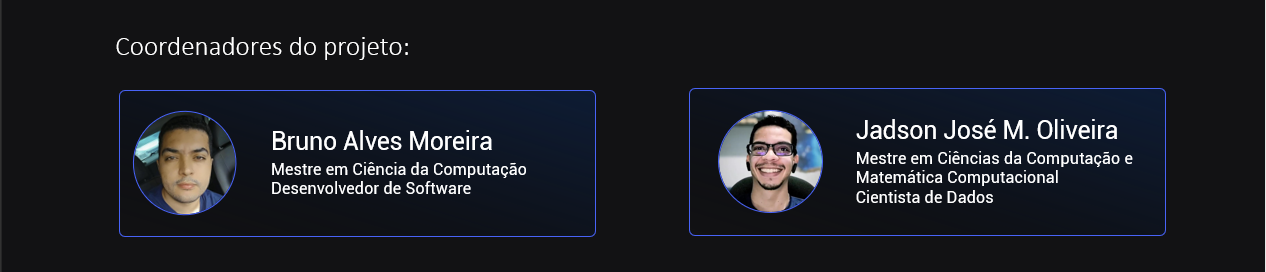 Coordenadores do projeto:
Bruno Alves Moreira
Mestre em Ciência da Computação
Desenvolvedor de Software
Jadson José M. Oliveira
Mestre em Ciências da Computação e
Matemática Computacional
Cientista de Dados